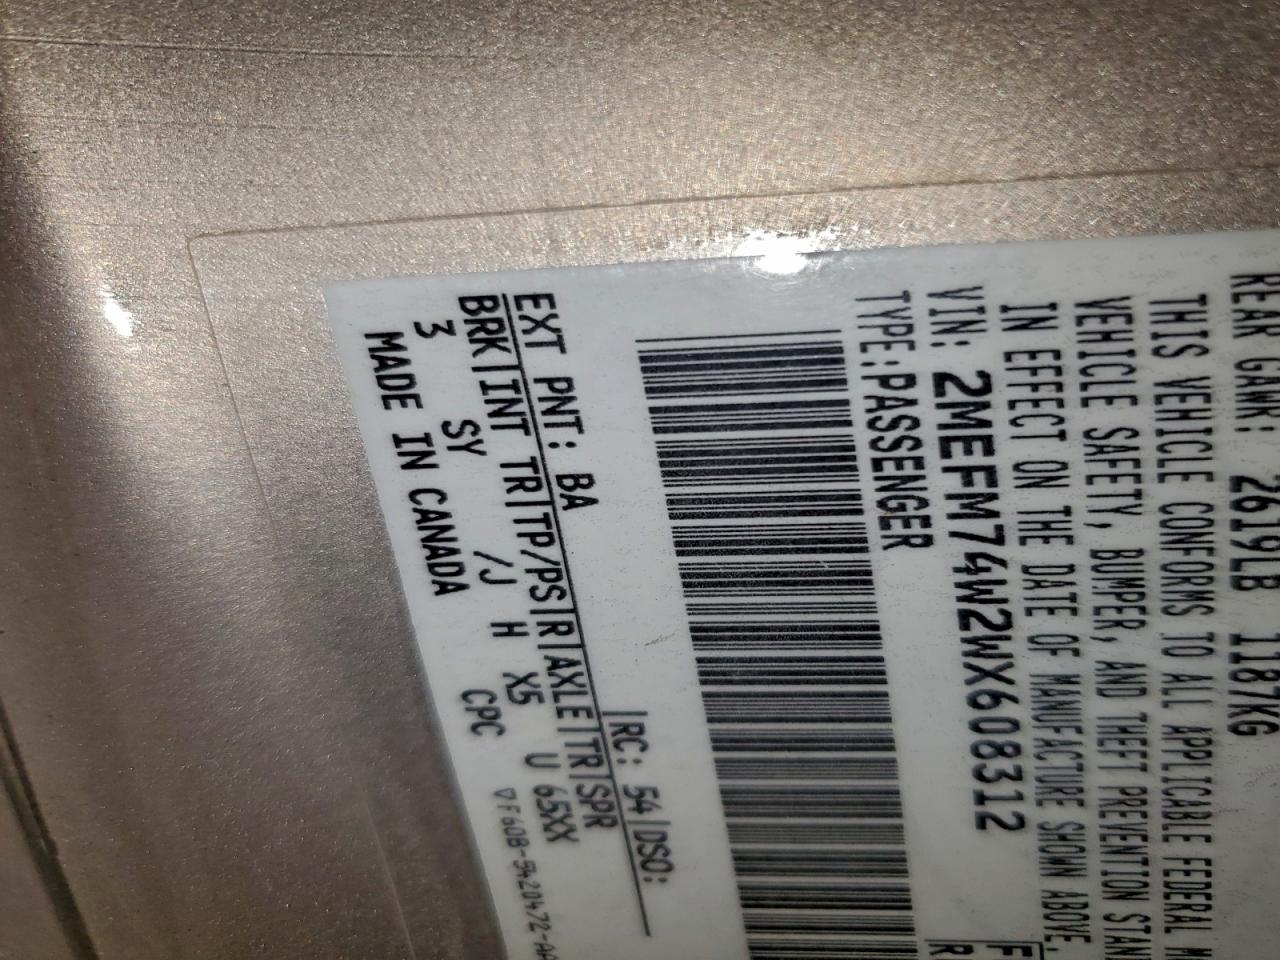 REAR GAWR: 2619LB 1187KG
THIS VEHICLE CONFORMS TO ALL APPLICABLE FEDERAL M
VEHICLE SAFETY, BUMPER, AND THEFT PREVENTION STAN
IN EFFECT ON THE DATE OF MANUFACTURE SHOWN ABOVE.
VIN: 2MEFM74W2WX608312
F
TYPE: PASSENGER
R
EXT PNT: BA
RC: 54 DSO:
BRK|INT TR|TP/PS|R|AXLE|TR|SPR
3 SY /J H X5 U 65XX
MADE IN CANADA CPC